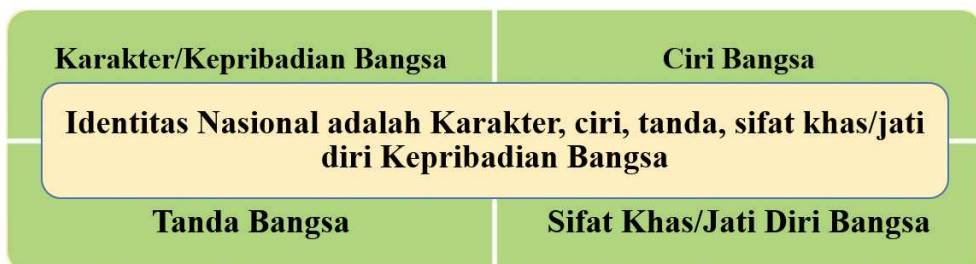 Karakter/Kepribadian Bangsa
Ciri Bangsa
Identitas Nasional adalah Karakter, ciri, tanda, sifat khas/jati
diri Kepribadian Bangsa
Tanda Bangsa
Sifat Khas/Jati Diri Bangsa